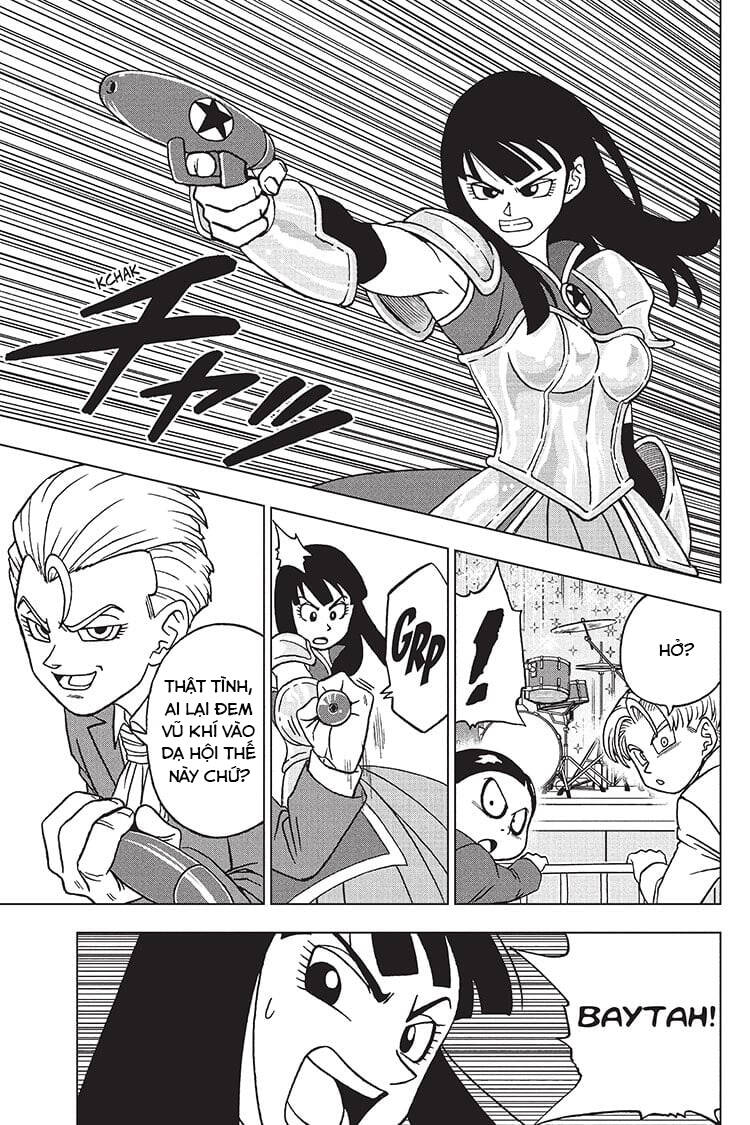 KCHAK
チャッ
HỞ?
!
GRP
THẬT TÌNH,
AI LẠI ĐEM
VŨ KHÍ VÀO
DẠ HỘI THẾ
NÀY CHỨ?
BAYTAH!